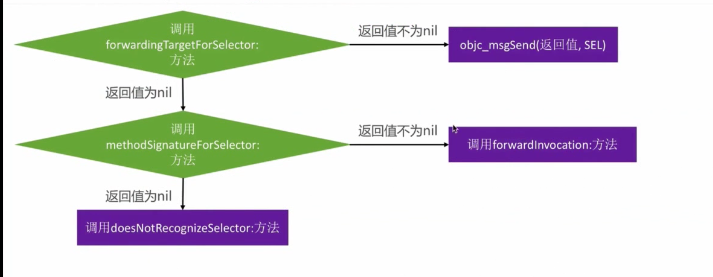 调用
forwardingTargetForSelector:
方法
返回值不为nil
objc_msgSend(返回值, SEL)
返回值为nil
调用
methodSignatureForSelector:
方法
返回值不为nil
调用forwardInvocation:方法
返回值为nil
调用doesNotRecognizeSelector:方法